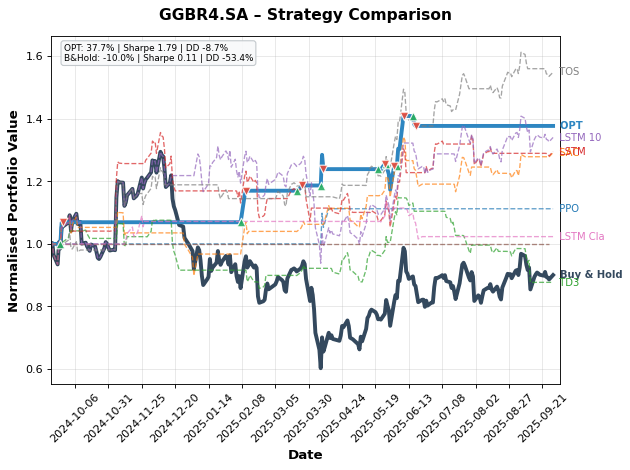 GGBR4.SA – Strategy Comparison
OPT: 37.7% | Sharpe 1.79 | DD -8.7%
B&Hold: -10.0% | Sharpe 0.11 | DD -53.4%
Normalised Portfolio Value
1.6
1.4
1.2
1.0
0.8
0.6
TOS
OPT
LSTM 10
LSTM
PPO
LSTM Cla
Buy & Hold
TD3
2024-10-06
2024-10-31
2024-11-25
2024-12-20
2025-01-14
2025-02-08
2025-03-05
2025-03-30
2025-04-24
2025-05-19
2025-06-13
2025-07-08
2025-08-02
2025-08-27
2025-09-21
Date